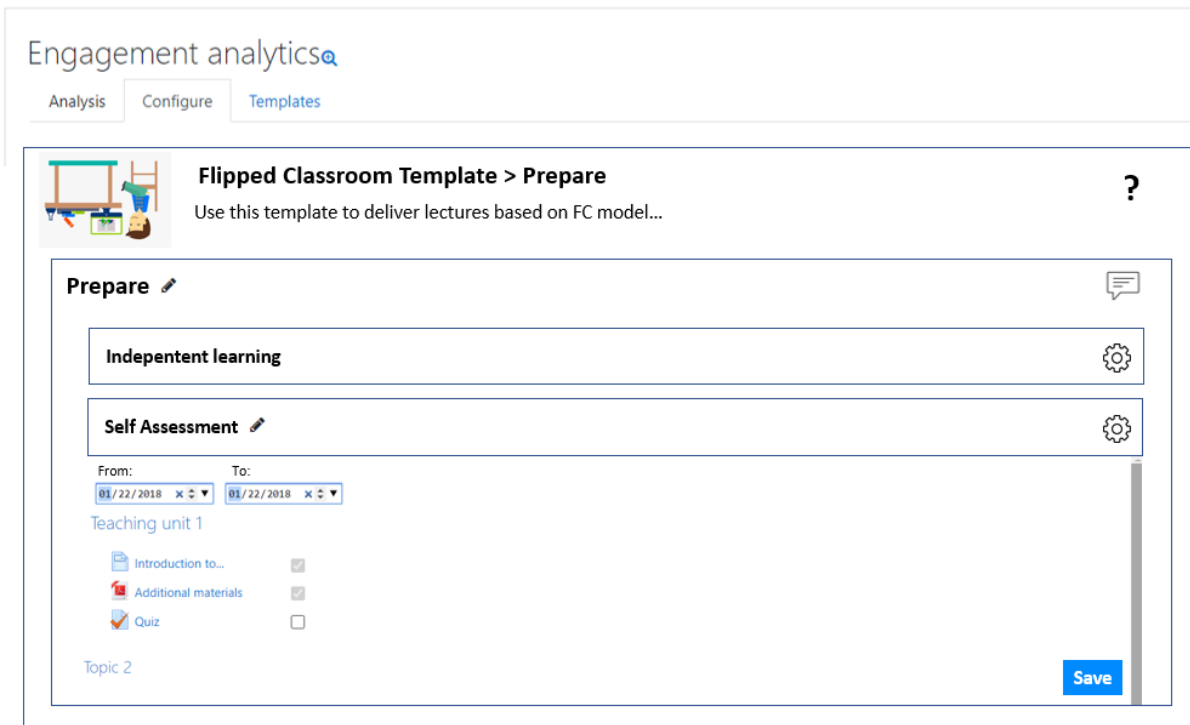 Engagement analytics
Analysis Configure Templates
Flipped Classroom Template > Prepare
?
Use this template to deliver lectures based on FC model...
Prepare
Indepentent learning
Self Assessment
From: To:
01/22/2018 01/22/2018
Teaching unit 1
Introduction to...
Additional materials
Quiz
Topic 2
Save